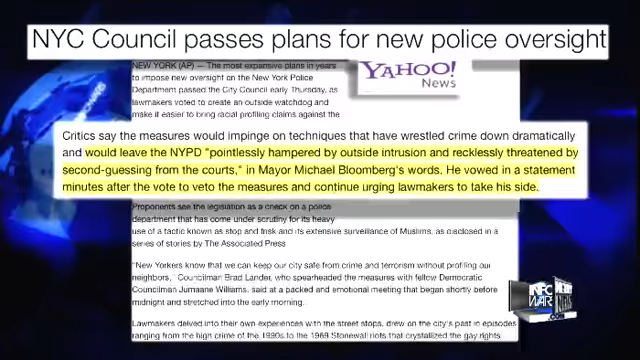 NYC Council passes plans for new police oversight
NEW YORK (AP) — The most expansive plans in years
to impose new oversight on the New York Police
Department passed the City Council early Thursday, as
lawmakers voted to create an outside watchdog and
make it easier to bring racial profiling claims against the
YAHOO!
News
Critics say the measures would impinge on techniques that have wrestled crime down dramatically
and would leave the NYPD "pointlessly hampered by outside intrusion and recklessly threatened by
second-guessing from the courts," in Mayor Michael Bloomberg's words. He vowed in a statement
minutes after the vote to veto the measures and continue urging lawmakers to take his side.
Proponents see the legislation as a check on a police
department that has come under scrutiny for its heavy
use of a tactic known as stop and frisk and its extensive surveillance of Muslims, as disclosed in a
series of stories by The Associated Press
"New Yorkers know that we can keep our city safe from crime and terrorism without profiling our
neighbors," Councilman Brad Lander, who spearheaded the measures with fellow Democratic
Councilman Jumaane Williams, said at a packed and emotional meeting that began shortly before
midnight and stretched into the early morning.
Lawmakers delved into their own experiences with the street stops, drew on the city's past in episodes
ranging from the high crime of the 1990s to the 1969 Stonewall riots that crystallized the gay rights
INFO
WAR